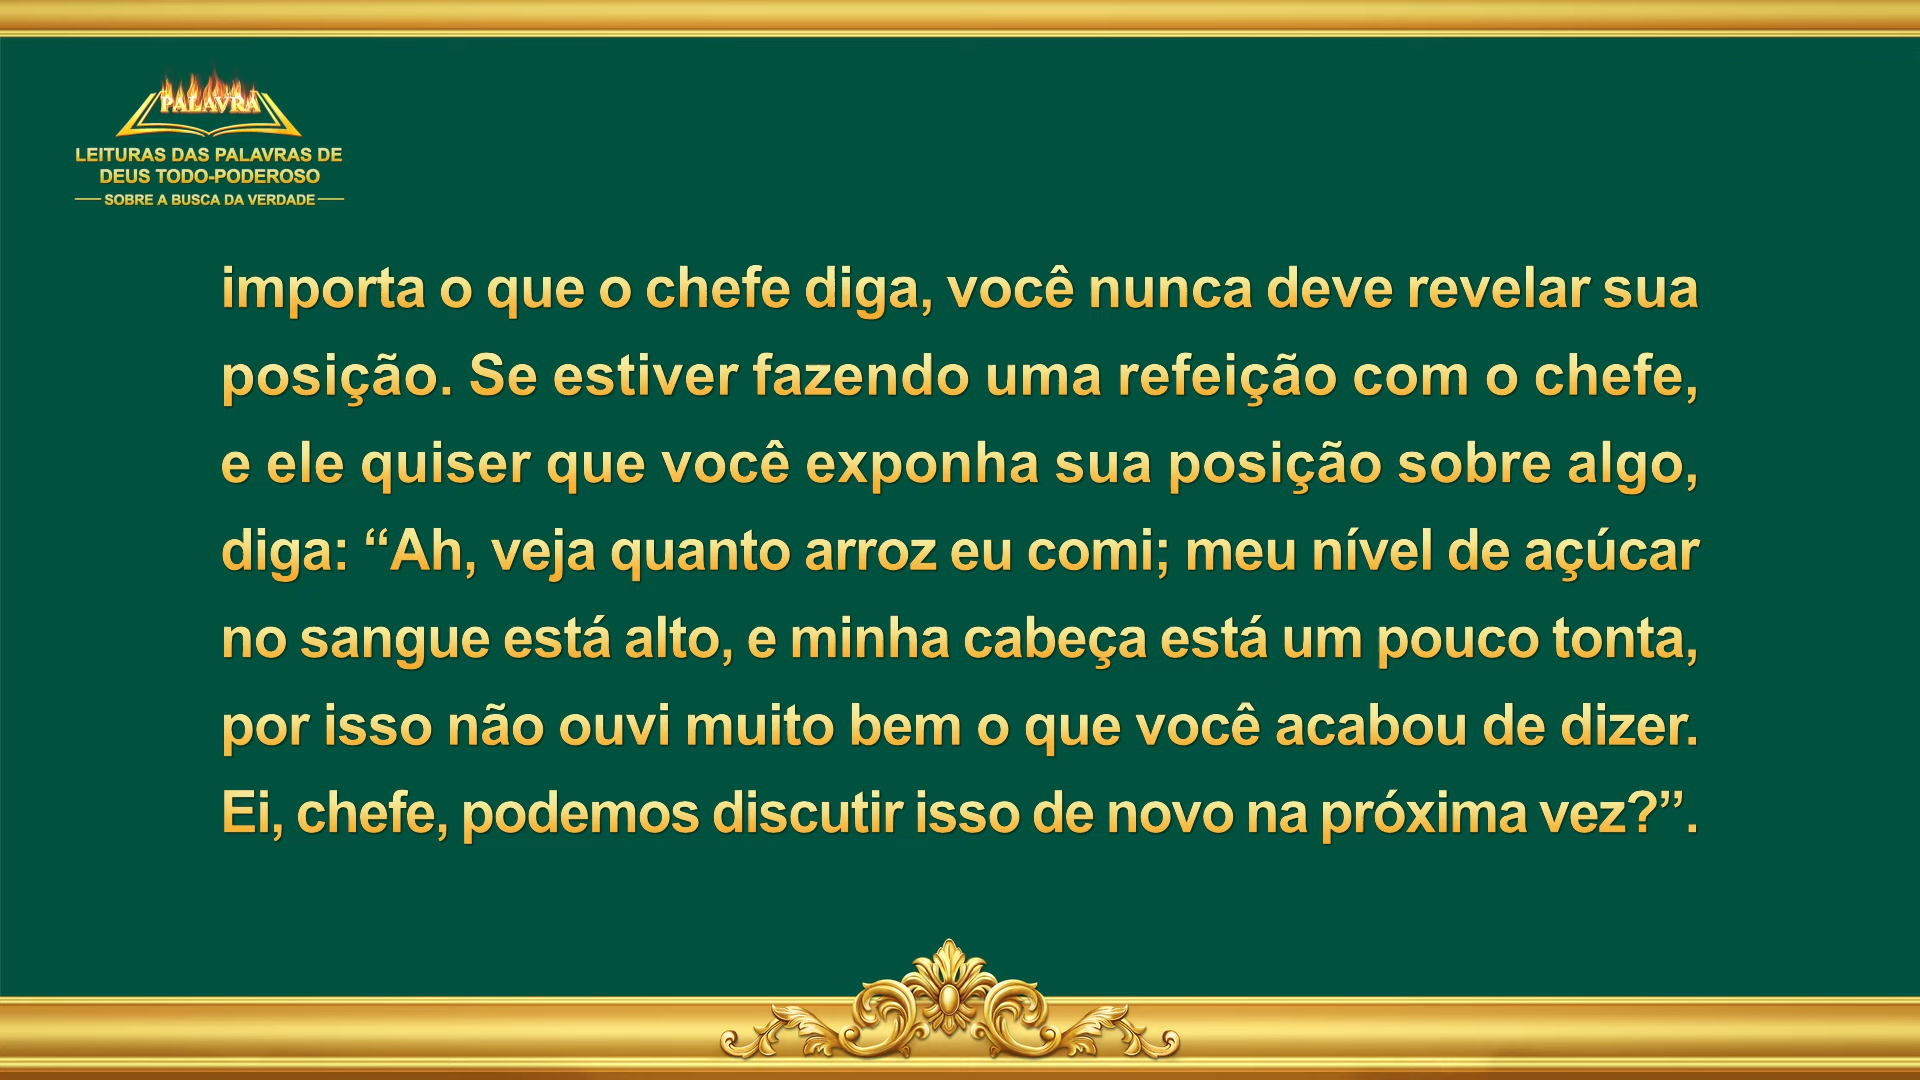 PALAVRA
LEITURAS DAS PALAVRAS DE
DEUS TODO-PODEROSO
SOBRE A BUSCA DA VERDADE
importa o que o chefe diga, você nunca deve revelar sua
posição. Se estiver fazendo uma refeição com o chefe,
e ele quiser que você exponha sua posição sobre algo,
diga: “Ah, veja quanto arroz eu comi; meu nível de açúcar
no sangue está alto, e minha cabeça está um pouco tonta,
por isso não ouvi muito bem o que você acabou de dizer.
Ei, chefe, podemos discutir isso de novo na próxima vez?”.